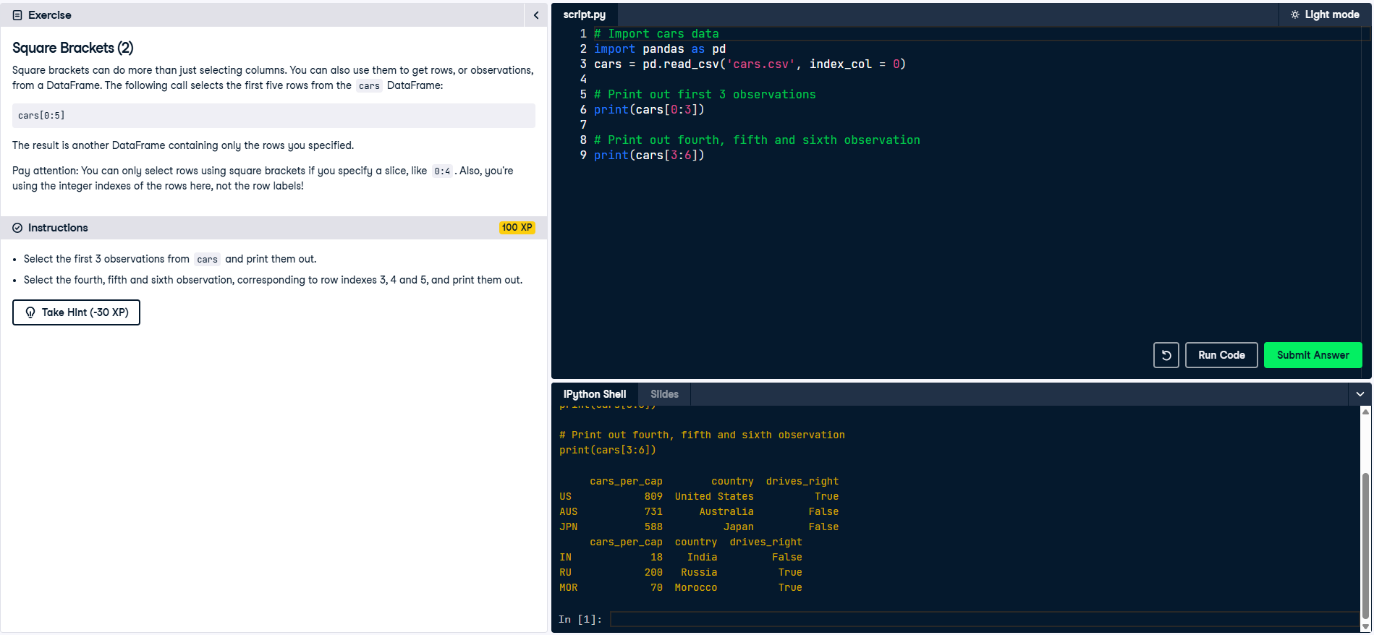 Exercise
Square Brackets (2)
Square brackets can do more than just selecting columns. You can also use them to get rows, or observations,
from a DataFrame. The following call selects the first five rows from the cars DataFrame:
cars[0:5]
The result is another DataFrame containing only the rows you specified.
Pay attention: You can only select rows using square brackets if you specify a slice, like 0:4 . Also, you're
using the integer indexes of the rows here, not the row labels!
Instructions 100 XP
• Select the first 3 observations from cars and print them out.
• Select the fourth, fifth and sixth observation, corresponding to row indexes 3, 4 and 5, and print them out.
Take Hint (-30 XP)
script.py Light mode
1 # Import cars data
2 import pandas as pd
3 cars = pd.read_csv('cars.csv', index_col = 0)
4
5 # Print out first 3 observations
6 print(cars[0:3])
7
8 # Print out fourth, fifth and sixth observation
9 print(cars[3:6])
Run Code Submit Answer
IPython Shell Slides
# Print out fourth, fifth and sixth observation
print(cars[3:6])
cars_per_cap country drives_right
US 809 United States True
AUS 731 Australia False
JPN 588 Japan False
cars_per_cap country drives_right
IN 18 India False
RU 200 Russia True
MOR 70 Morocco True
In [1]: